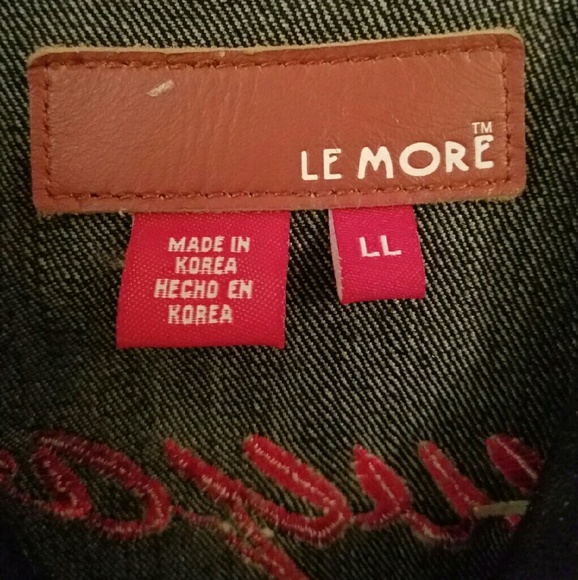 LE MORE™
MADE IN
KOREA
HECHO EN
KOREA
LL